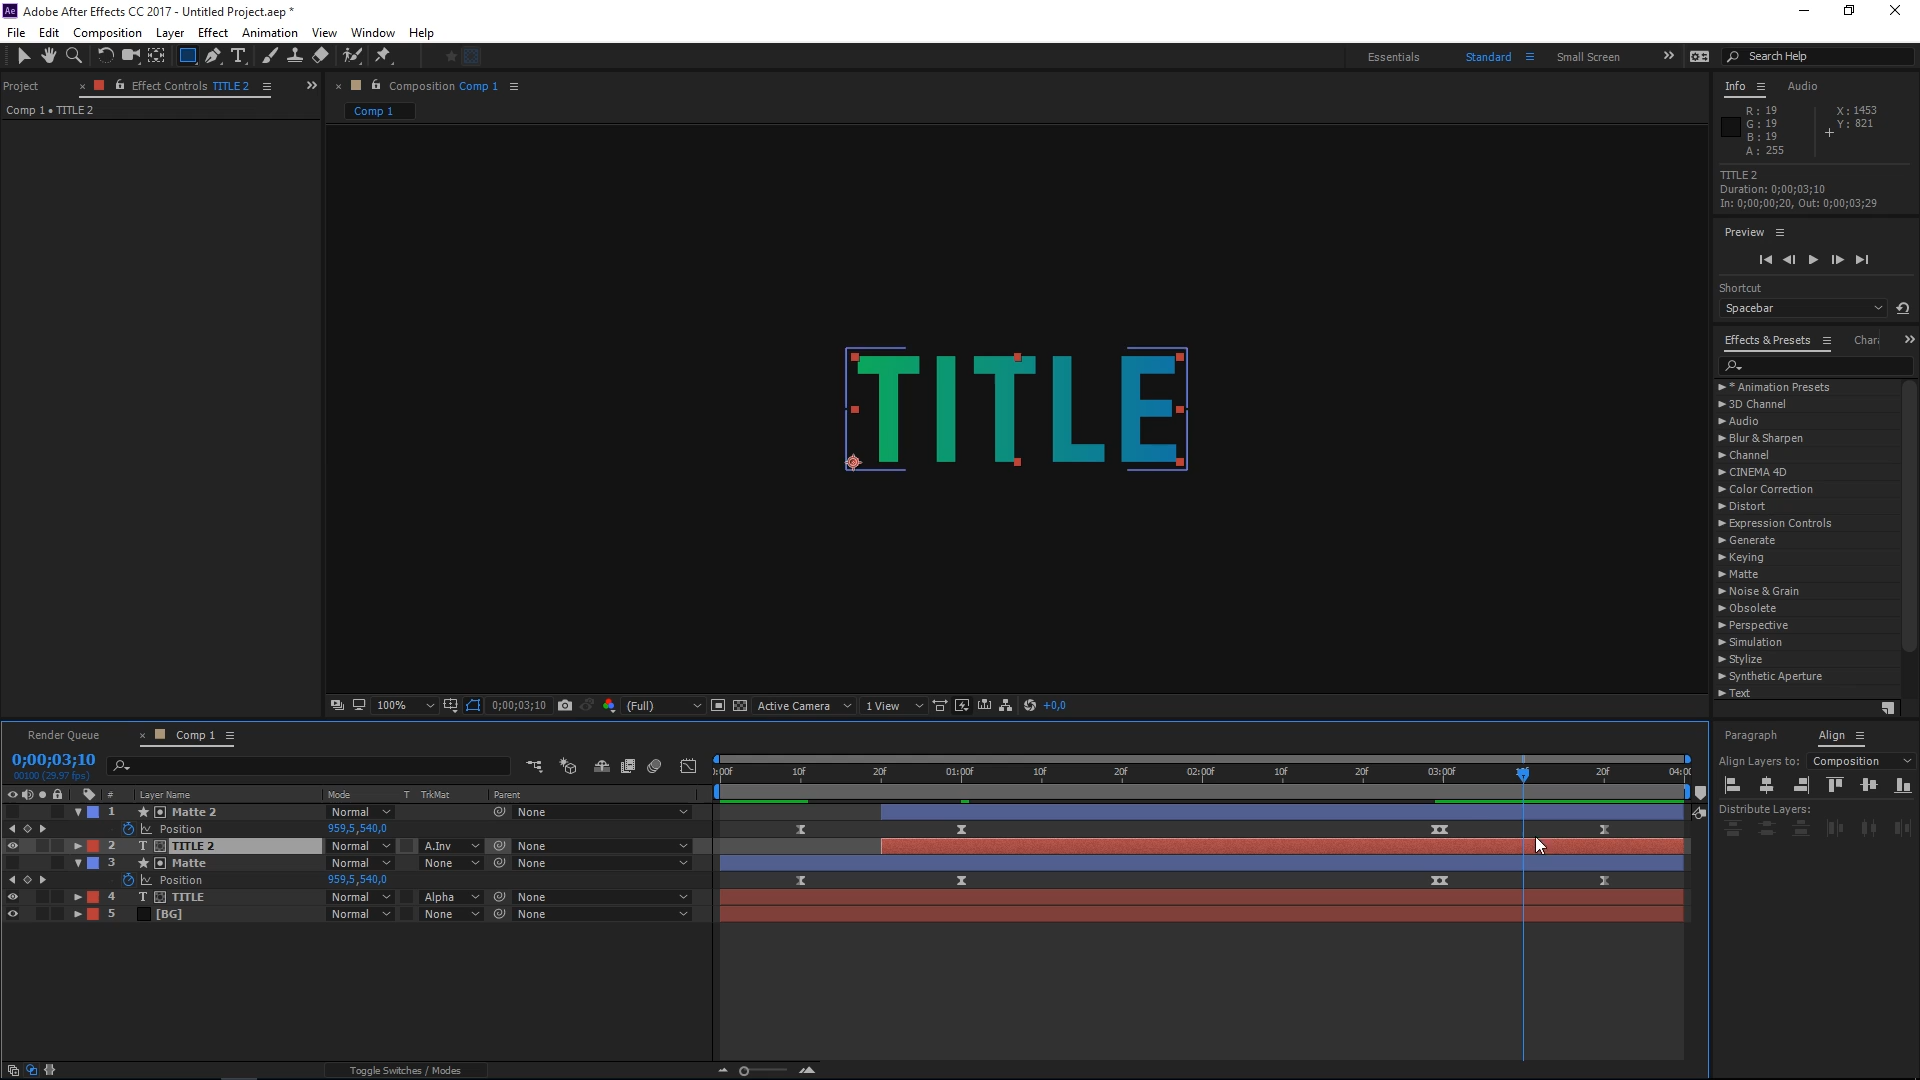 Adobe After Effects CC 2017 - Untitled Project.aep *
File Edit Composition Layer Effect Animation View Window Help
Essentials Standard Small Screen Search Help
Project Effect Controls TITLE 2
Composition Comp 1
Info Audio
Comp 1 • TITLE 2
Comp 1
R: 19 X: 1453
G: 19 Y: 821
B: 19
A: 255
TITLE 2
Duration: 0;00;03;10
In: 0;00;00;20, Out: 0;00;03;29
Preview
Shortcut
Spacebar
Effects & Presets
* Animation Presets
3D Channel
Audio
Blur & Sharpen
Channel
CINEMA 4D
Color Correction
Distort
Expression Controls
Generate
Keying
Matte
Noise & Grain
Obsolete
Perspective
Simulation
Stylize
Synthetic Aperture
Text
TITLE
100% 0;00;03;10 (Full) Active Camera 1 View +0,0
Render Queue Comp 1
Paragraph Align
Align Layers to: Composition
Distribute Layers:
0;00;03;10
00100 (29.97 fps)
:00f 10f 20f 01:00f 10f 20f 02:00f 10f 20f 03:00f 20f
# Layer Name Mode T TrkMat Parent
1 Matte 2 Normal None
Position 959,5,540,0
2 T TITLE 2 Normal A.Inv None
3 Matte Normal None None
Position 959,5,540,0
4 T TITLE Normal Alpha None
5 [BG] Normal None None
Toggle Switches / Modes